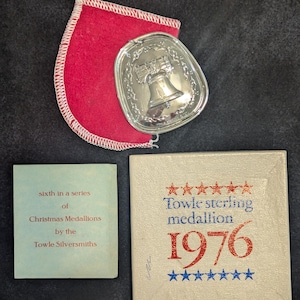 sixth in a series
of
Christmas Medallions
by the
Towle Silversmiths
Towle sterling
medallion
1976